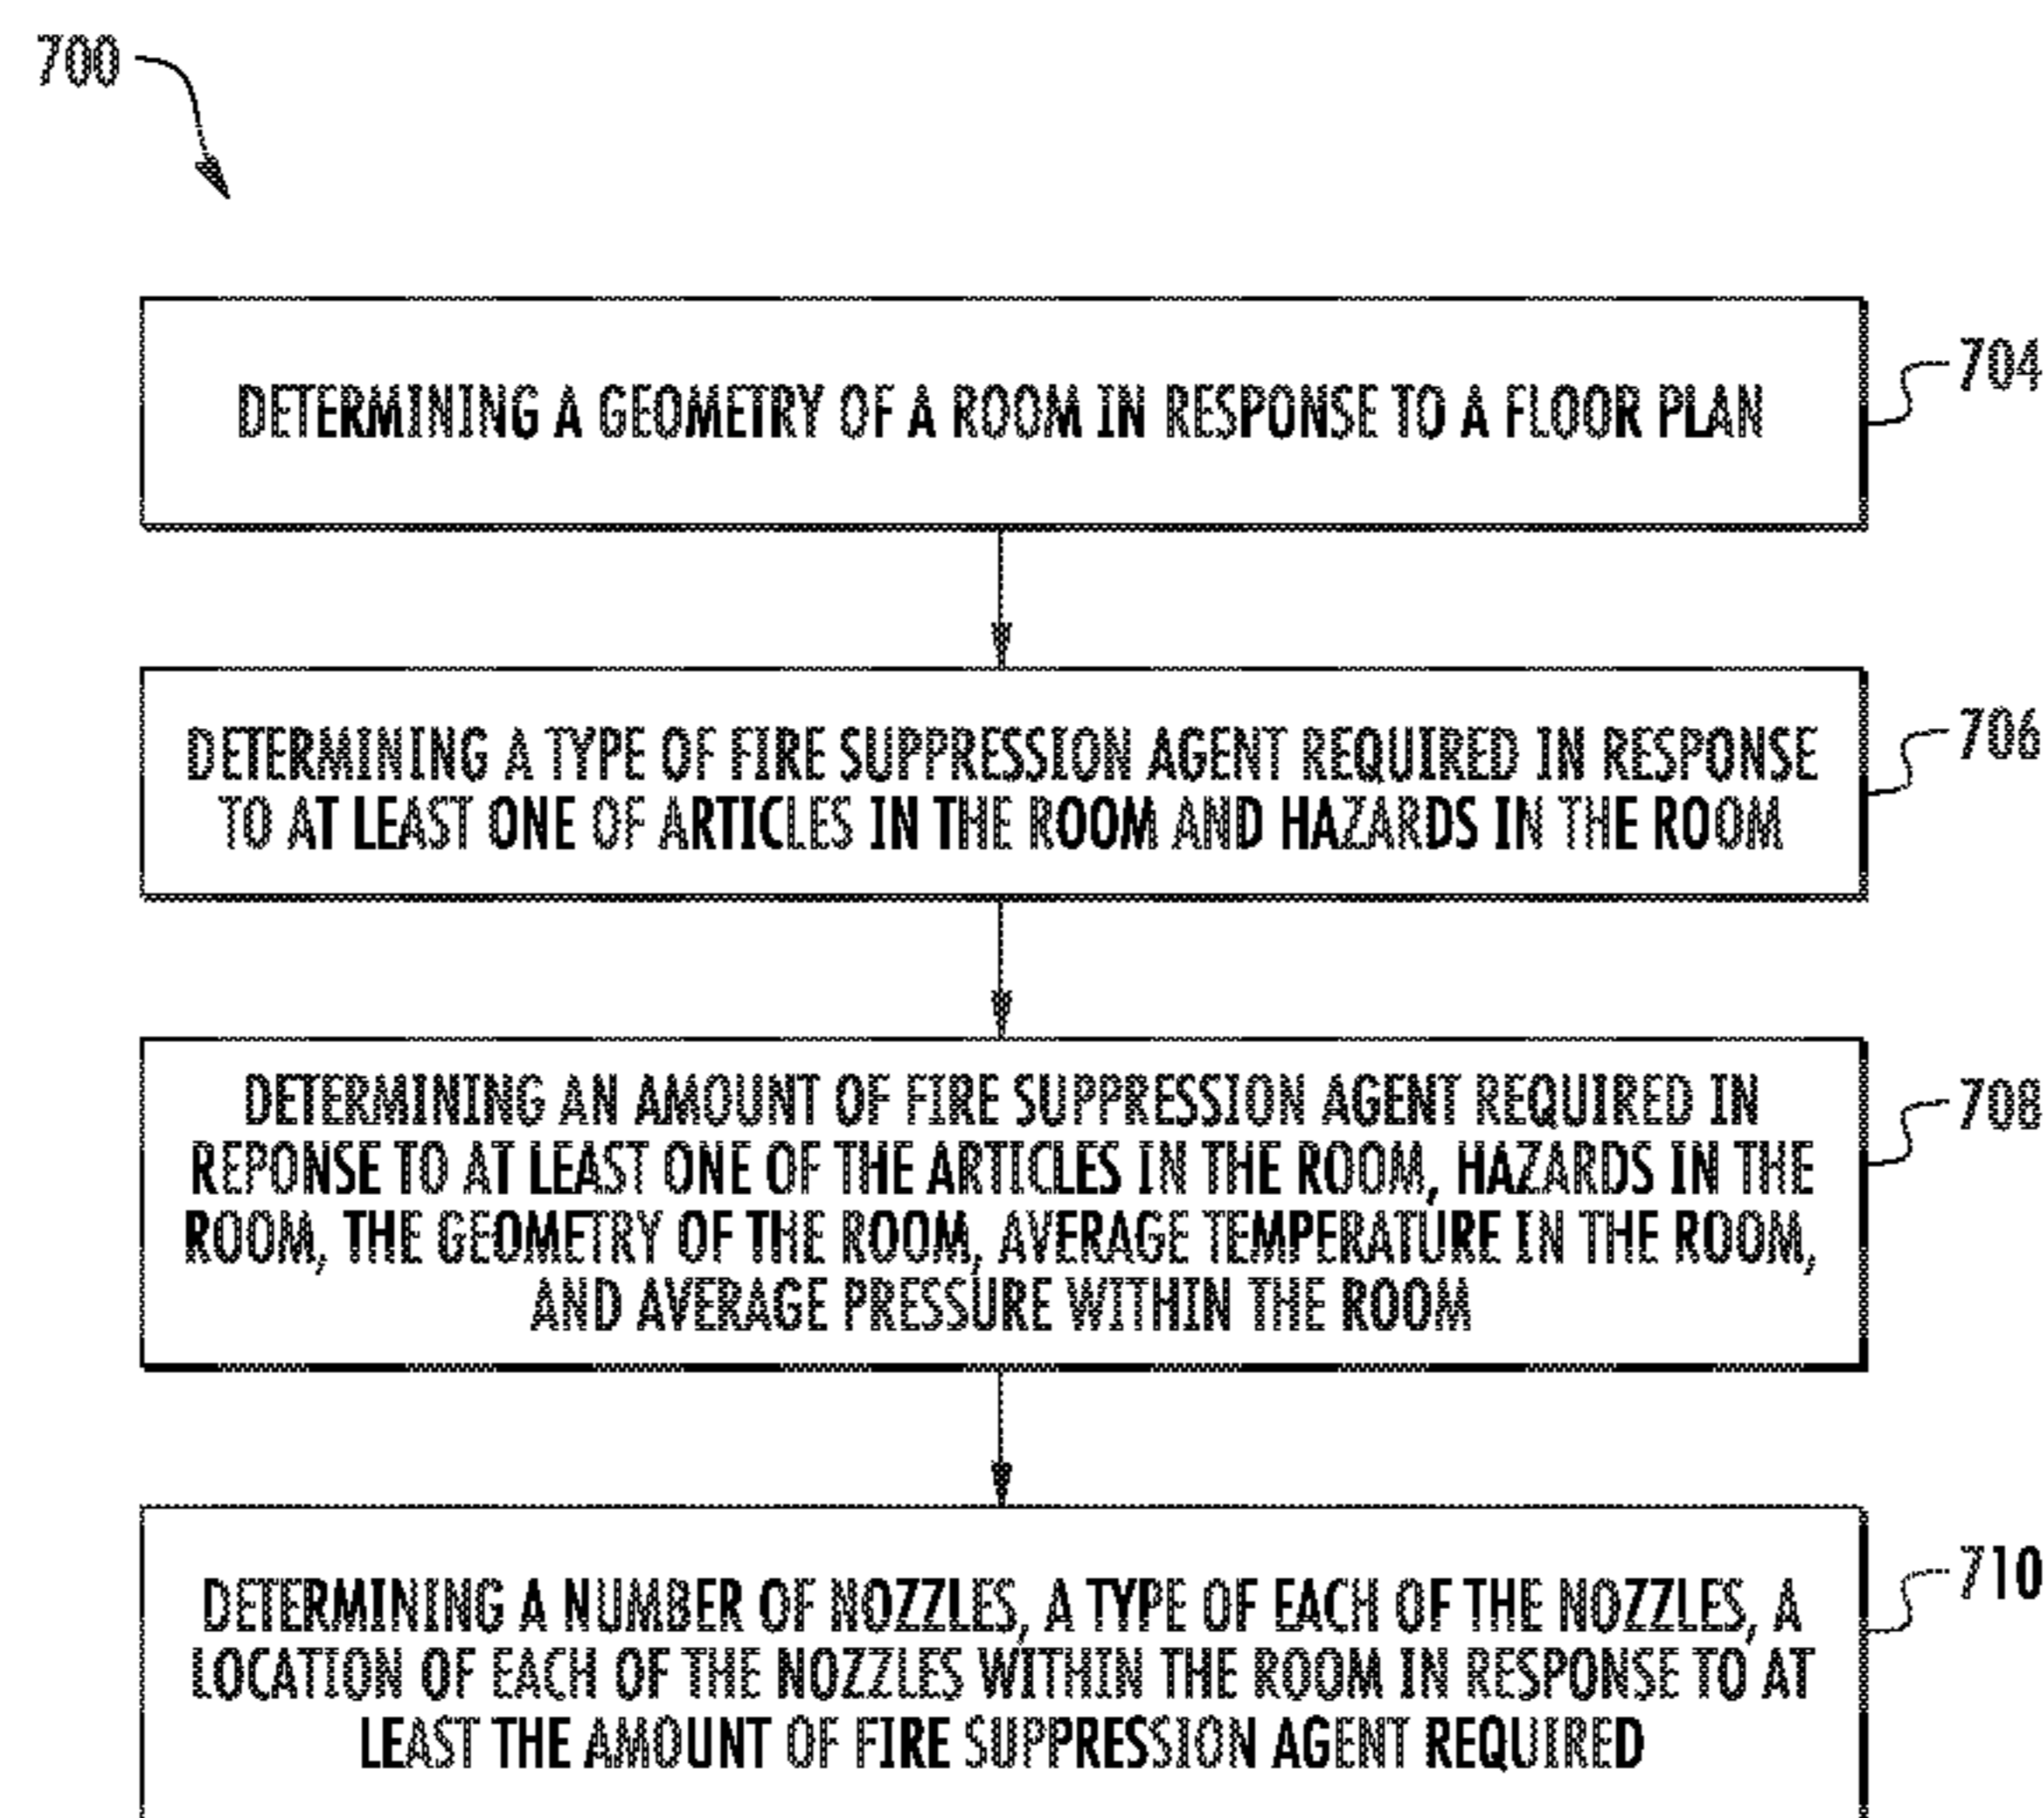 700
DETERMINING A GEOMETRY OF A ROOM IN RESPONSE TO A FLOOR PLAN
704
DETERMINING A TYPE OF FIRE SUPPRESSION AGENT REQUIRED IN RESPONSE
TO AT LEAST ONE OF ARTICLES IN THE ROOM AND HAZARDS IN THE ROOM
706
DETERMINING AN AMOUNT OF FIRE SUPPRESSION AGENT REQUIRED IN
REPONSE TO AT LEAST ONE OF THE ARTICLES IN THE ROOM, HAZARDS IN THE
ROOM, THE GEOMETRY OF THE ROOM, AVERAGE TEMPERATURE IN THE ROOM,
AND AVERAGE PRESSURE WITHIN THE ROOM
708
DETERMINING A NUMBER OF NOZZLES, A TYPE OF EACH OF THE NOZZLES, A
LOCATION OF EACH OF THE NOZZLES WITHIN THE ROOM IN RESPONSE TO AT
LEAST THE AMOUNT OF FIRE SUPPRESSION AGENT REQUIRED
710